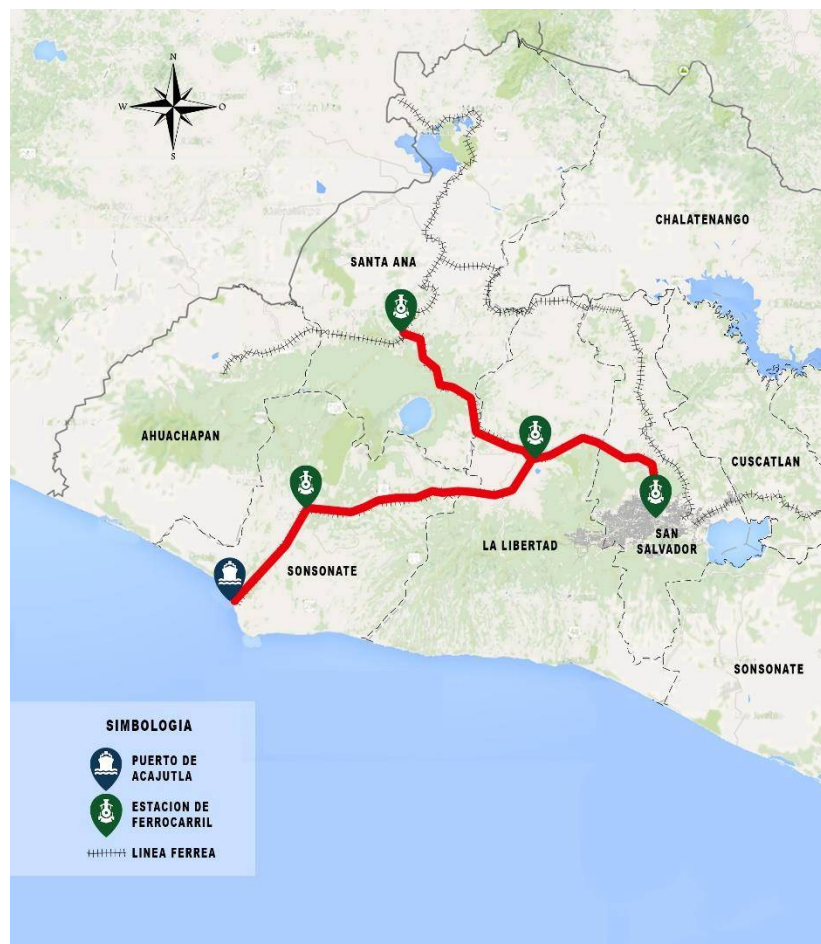 N
W
O
S
CHALATENANGO
SANTA ANA
AHUACHAPAN
CUSCATLAN
SAN
SALVADOR
LA LIBERTAD
SONSONATE
SONSONATE
SIMBOLOGIA
PUERTO DE
ACAJUTLA
ESTACION DE
FERROCARRIL
LINEA FERREA